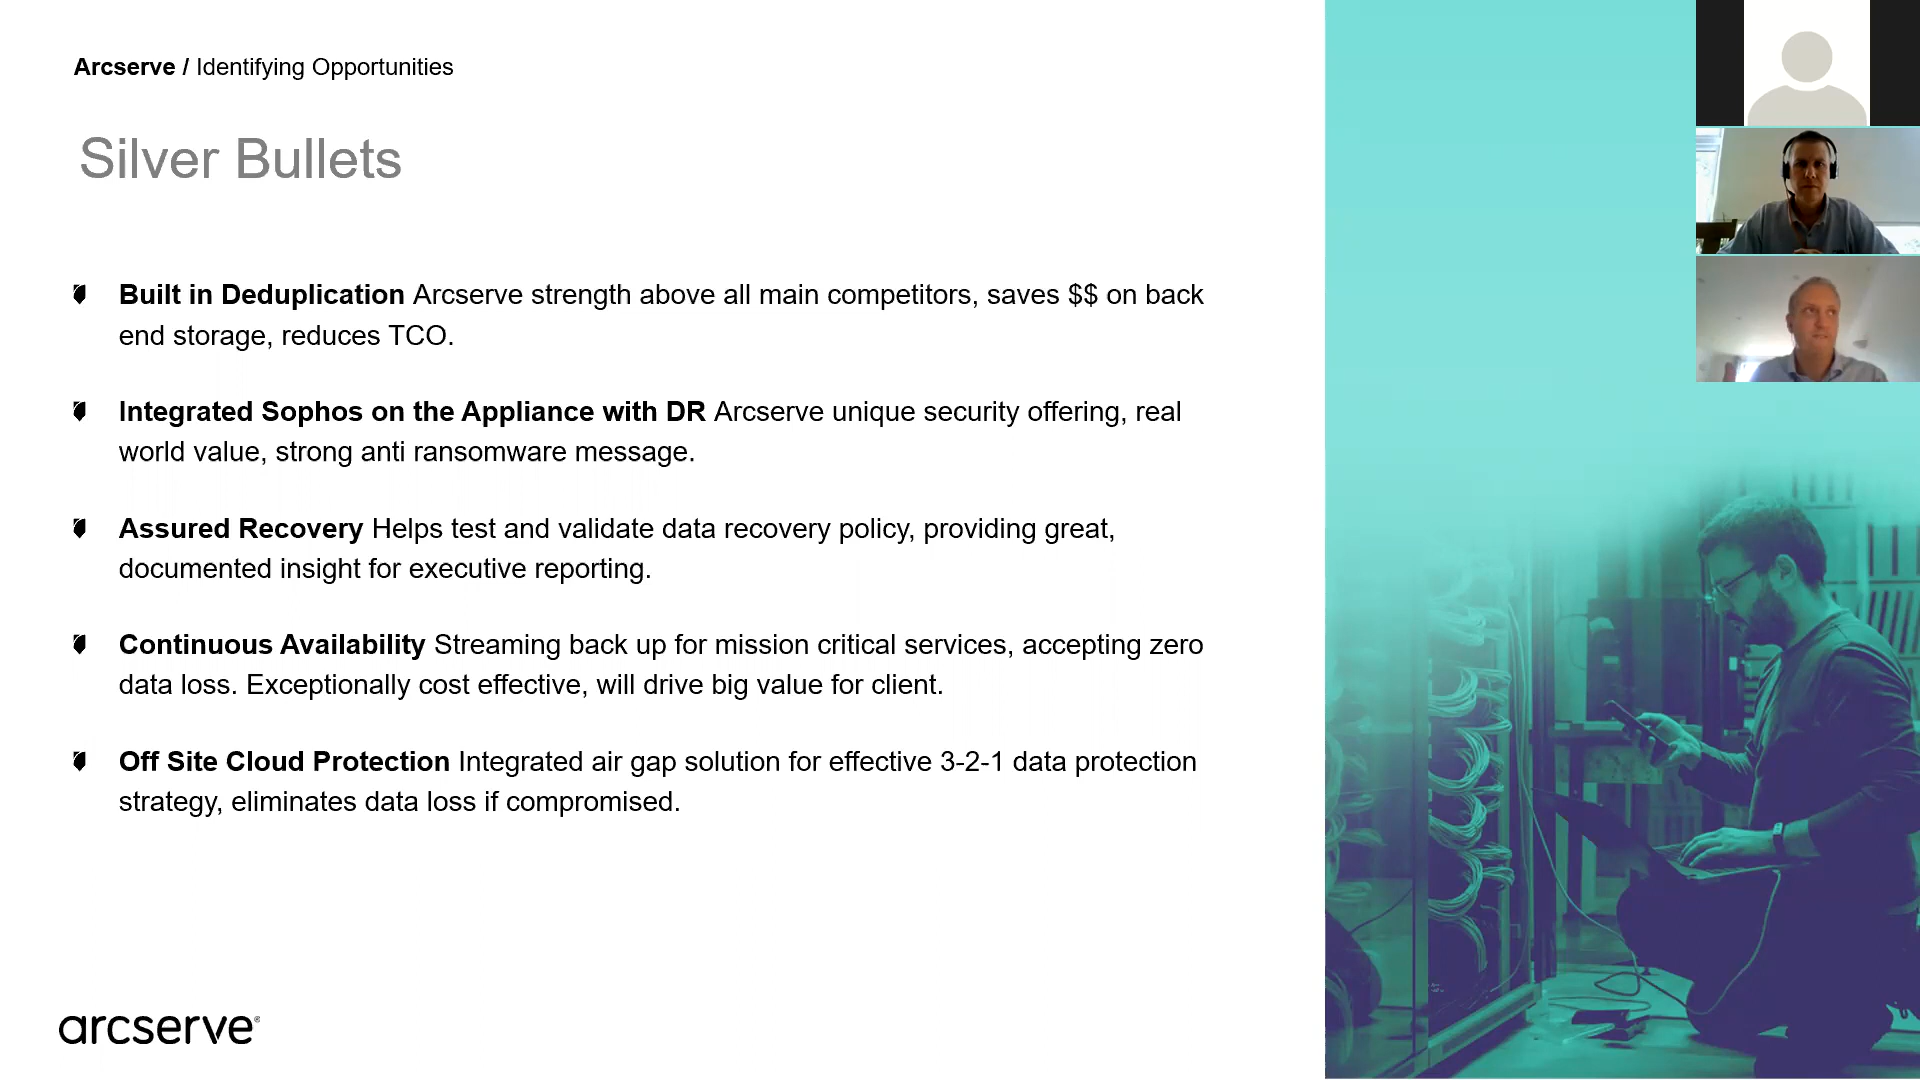 Arcserve / Identifying Opportunities
Silver Bullets
Built in Deduplication Arcserve strength above all main competitors, saves $$ on back
end storage, reduces TCO.
Integrated Sophos on the Appliance with DR Arcserve unique security offering, real
world value, strong anti ransomware message.
Assured Recovery Helps test and validate data recovery policy, providing great,
documented insight for executive reporting.
Continuous Availability Streaming back up for mission critical services, accepting zero
data loss. Exceptionally cost effective, will drive big value for client.
Off Site Cloud Protection Integrated air gap solution for effective 3-2-1 data protection
strategy, eliminates data loss if compromised.
arcserve®